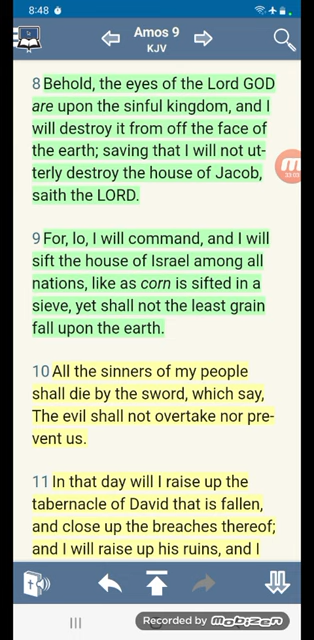 8:48
Amos 9
KJV
8 Behold, the eyes of the Lord GOD
are upon the sinful kingdom, and I
will destroy it from off the face of
the earth; saving that I will not ut-
terly destroy the house of Jacob,
saith the LORD.
9 For, lo, I will command, and I will
sift the house of Israel among all
nations, like as corn is sifted in a
sieve, yet shall not the least grain
fall upon the earth.
10 All the sinners of my people
shall die by the sword, which say,
The evil shall not overtake nor pre-
vent us.
11 In that day will I raise up the
tabernacle of David that is fallen,
and close up the breaches thereof;
and I will raise up his ruins, and I
Recorded by Mobizen